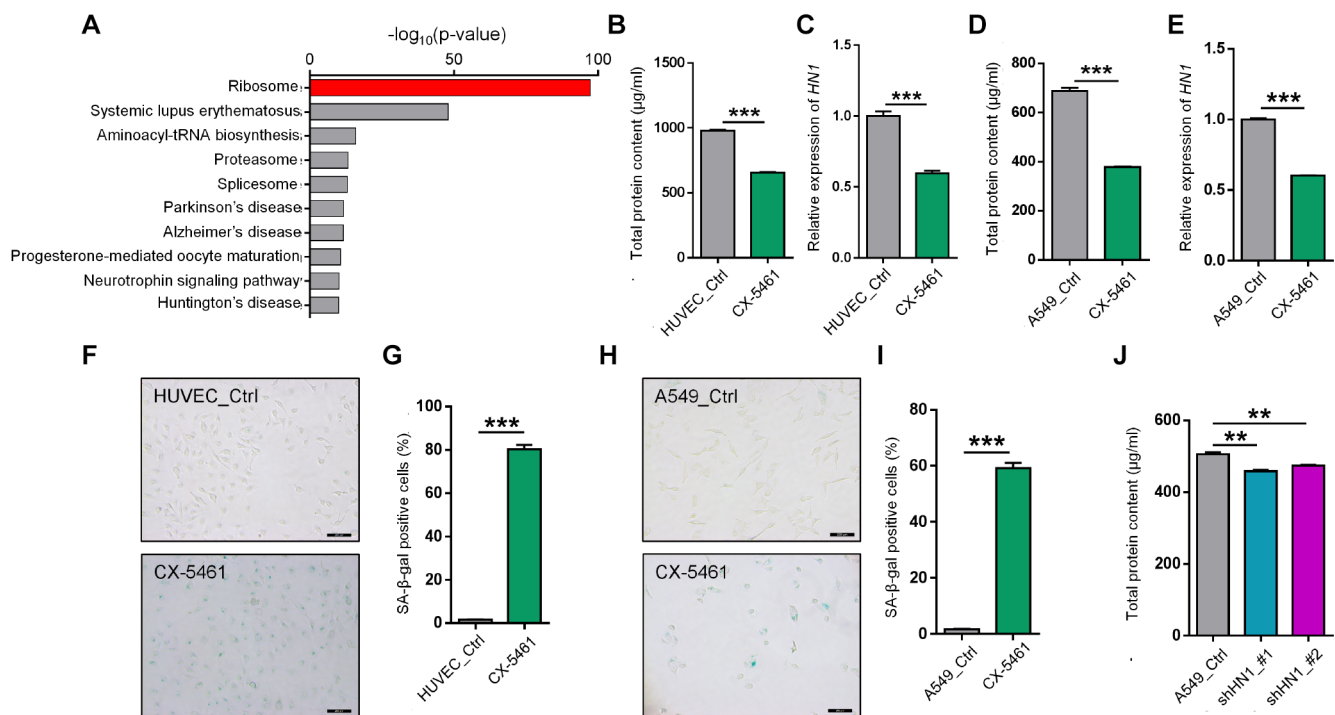 A
-log10(p-value)
0
50
100
Ribosome
Systemic lupus erythematosus
Aminoacyl-tRNA biosynthesis
Proteasome
Splicesome
Parkinson's disease
Alzheimer's disease
Progesterone-mediated oocyte maturation
Neurotrophin signaling pathway
Huntington's disease
B
Total protein content (µg/ml)
1500
1000
500
0
***
HUVEC_Ctrl
CX-5461
C
Relative expression of HN1
1.5
1.0
0.5
0.0
***
HUVEC_Ctrl
CX-5461
D
Total protein content (µg/ml)
800
600
400
200
0
***
A549_Ctrl
CX-5461
E
Relative expression of HN1
1.5
1.0
0.5
0.0
***
A549_Ctrl
CX-5461
F
HUVEC_Ctrl
CX-5461
G
SA-β-gal positive cells (%)
100
80
60
40
20
0
***
HUVEC_Ctrl
CX-5461
H
A549_Ctrl
CX-5461
I
SA-β-gal positive cells (%)
80
60
40
20
0
***
A549_Ctrl
CX-5461
J
Total protein content (µg/ml)
600
400
200
0
**
**
A549_Ctrl
shHN1_#1
shHN1_#2